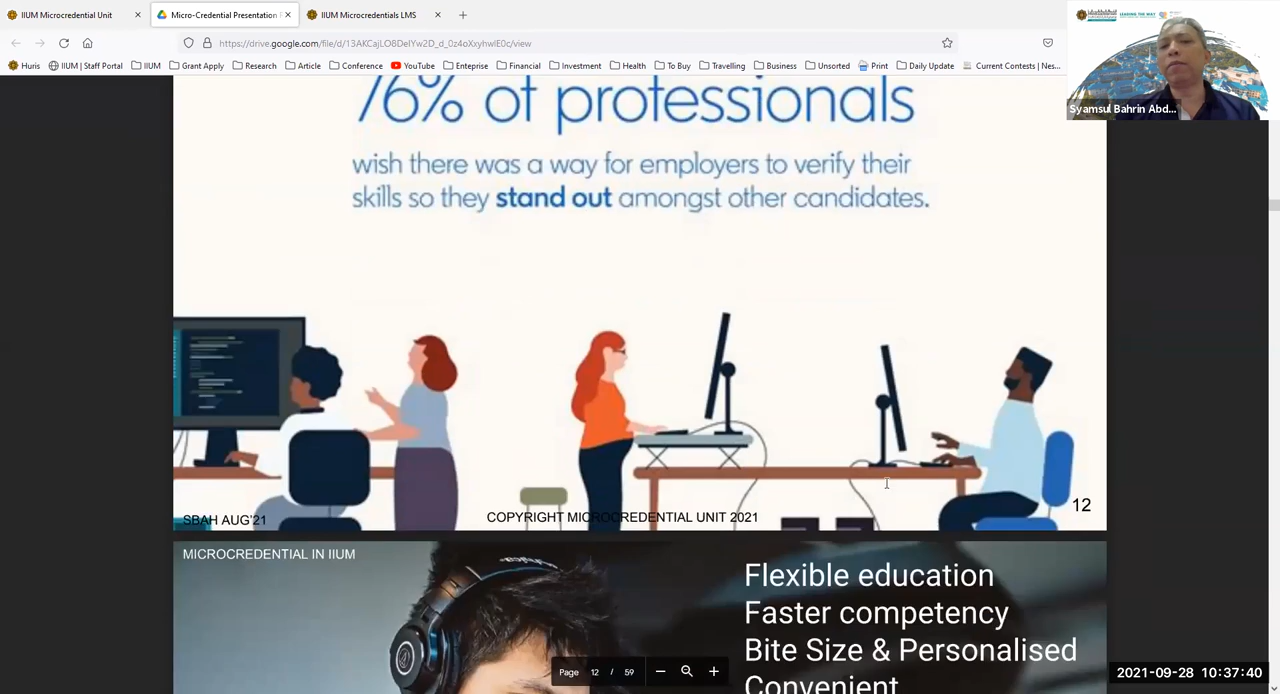 IIUM Microcredential Unit
Micro-Credential Presentation
IIUM Microcredentials LMS
https://drive.google.com/file/d/13AKCajLO8DeIYw2D_d_0z4oXxyhwIE0c/view
Huris
IIUM | Staff Portal
IIUM
Grant Apply
Research
Article
Conference
YouTube
Enteprise
Financial
Investment
Health
To Buy
Travelling
Business
Unsorted
Print
Daily Update
Current Contests | Nes...
LEADING THE WAY
Syamsul Bahrin Abd...
76% of professionals
wish there was a way for employers to verify their
skills so they stand out amongst other candidates.
SBAH AUG'21
COPYRIGHT MICROCREDENTIAL UNIT 2021
12
MICROCREDENTIAL IN IIUM
Flexible education
Faster competency
Bite Size & Personalised
Convenient
Page 12 / 59
2021-09-28 10:37:40